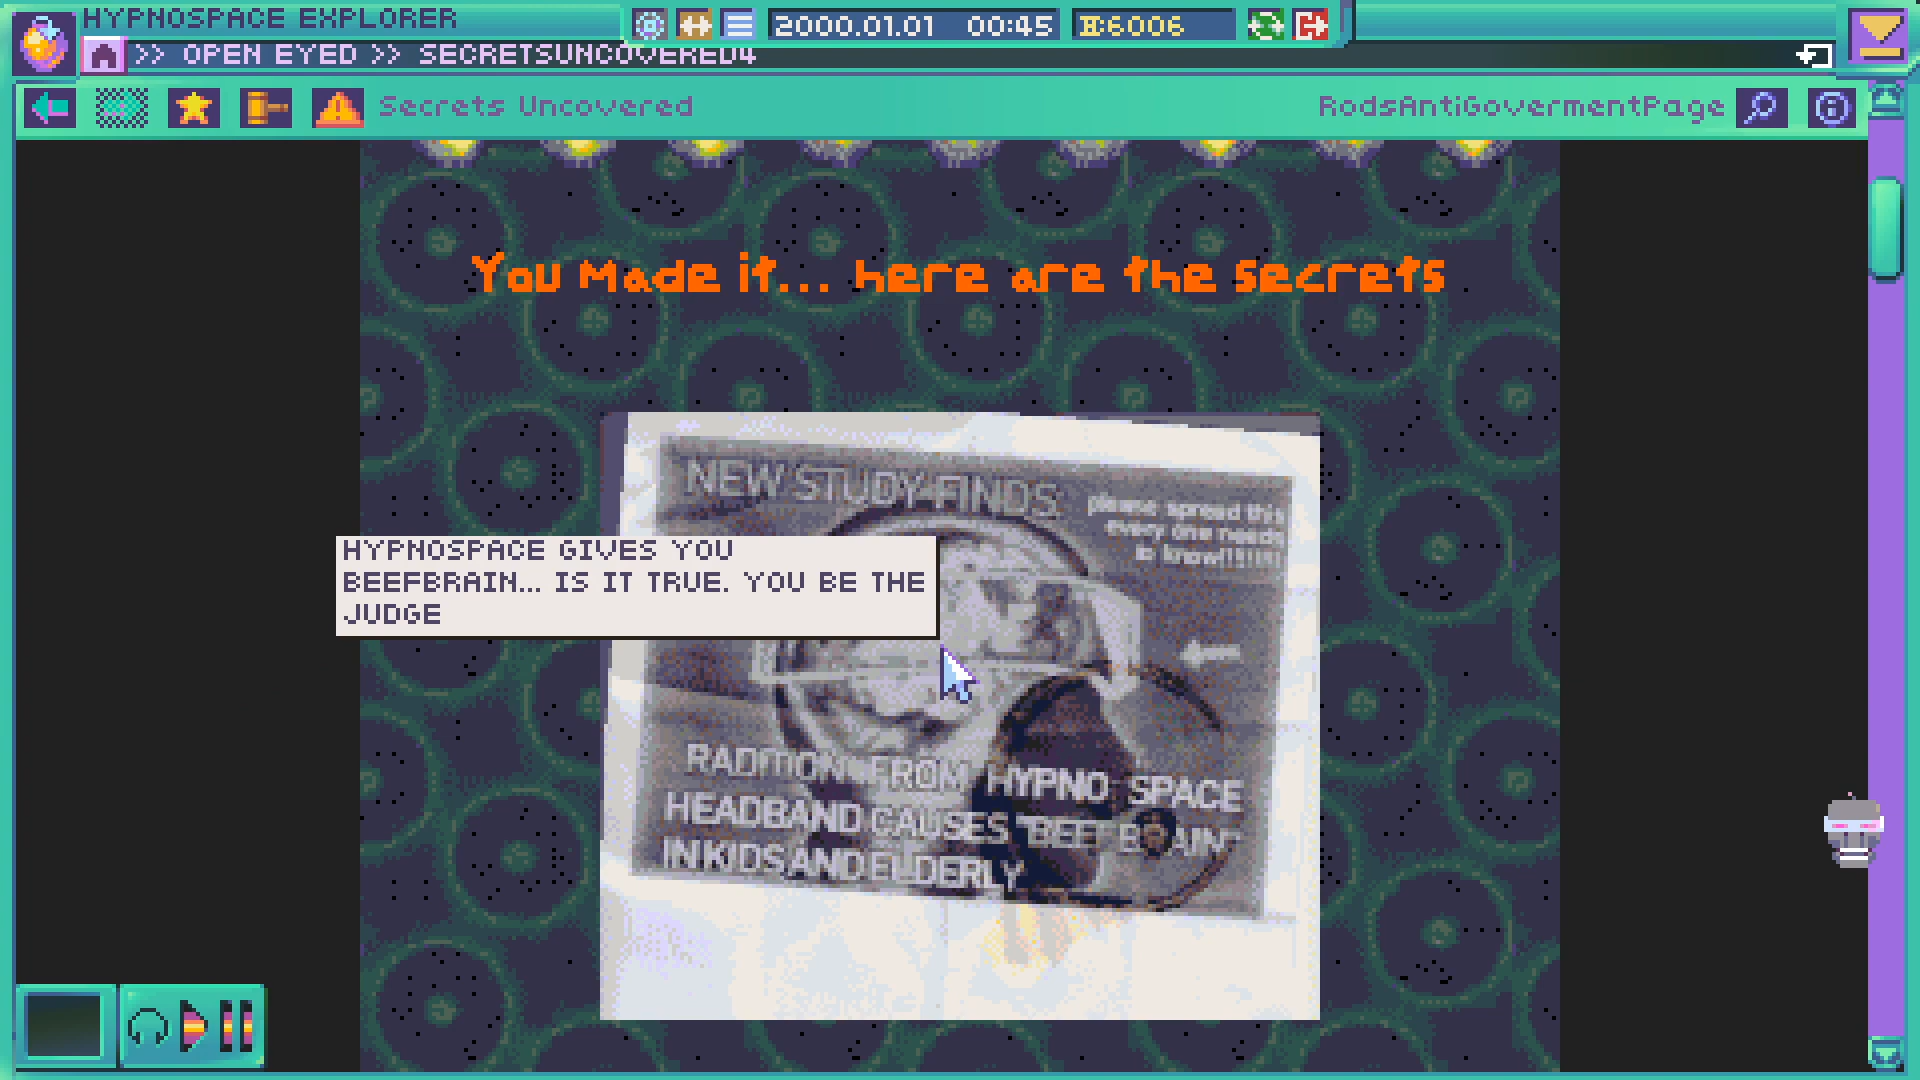 HYPNOSPACE EXPLORER
2000.01.01 00:45
6006
>> OPEN EYED >> SECRETSUNCOVERED4
Secrets Uncovered
RodsAntiGovermentPage
You Made it... here are the secrets
NEW STUDY FINDS
please spread this
every one needs
to know!!!!!!!
HYPNOSPACE GIVES YOU
BEEFBRAIN... IS IT TRUE. YOU BE THE
JUDGE
RADITION FROM HYPNO SPACE
HEADBAND CAUSES "BEEF BRAIN"
IN KIDS AND ELDERLY